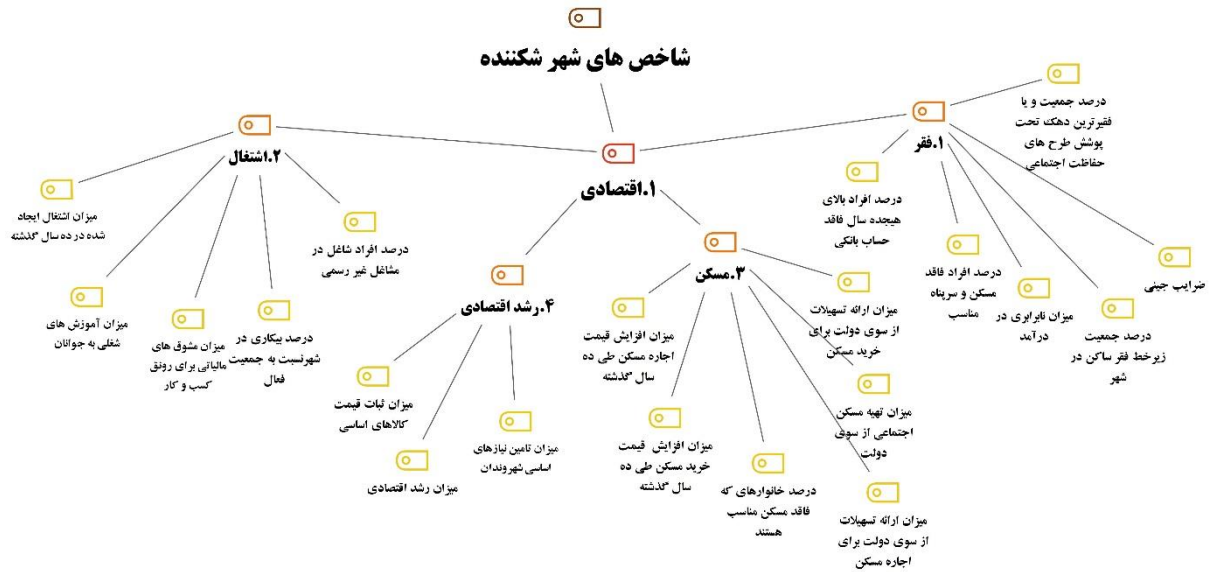 شاخص های شهر شکننده
۱.اقتصادی
۱.فقر
درصد جمعیت و یا
فقیرترین دهک تحت
پوشش طرح های
حفاظت اجتماعی
درصد افراد بالای
هیجده سال فاقد
حساب بانکی
درصد افراد فاقد
مسکن و سرپناه
مناسب
میزان نابرابری در
درآمد
درصد جمعیت
زیرخط فقر ساکن در
شهر
ضرایب جینی
۲.اشتغال
میزان اشتغال ایجاد
شده در ده سال گذشته
میزان آموزش های
شغلی به جوانان
میزان مشوق های
مالیاتی برای رونق
کسب و کار
درصد بیکاری در
شهرنسبت به جمعیت
فعال
درصد افراد شاغل در
مشاغل غیر رسمی
۳.مسکن
میزان ارائه تسهیلات
از سوی دولت برای
خرید مسکن
میزان تهیه مسکن
اجتماعی از سوی
دولت
میزان ارائه تسهیلات
از سوی دولت برای
اجاره مسکن
درصد خانوارهای که
فاقد مسکن مناسب
هستند
میزان افزایش قیمت
خرید مسکن طی ده
سال گذشته
میزان افزایش قیمت
اجاره مسکن طی ده
سال گذشته
۴.رشد اقتصادی
میزان ثبات قیمت
کالاهای اساسی
میزان رشد اقتصادی
میزان تامین نیازهای
اساسی شهروندان